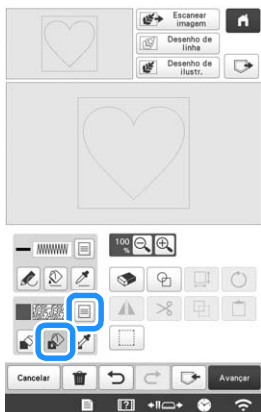 Escanear
imagem
Desenho de
linha
Desenho de
ilustr.
100
%
Cancelar
Avançar